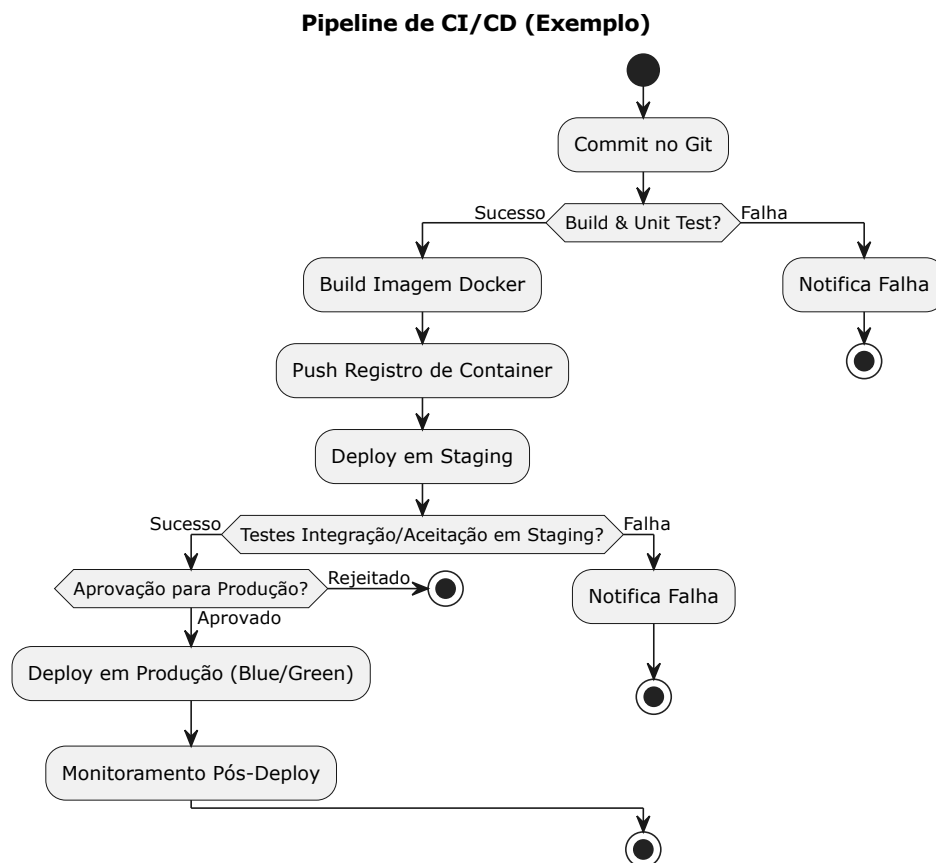 Pipeline de CI/CD (Exemplo)
Commit no Git
Sucesso
Build & Unit Test?
Falha
Build Imagem Docker
Notifica Falha
Push Registro de Container
Deploy em Staging
Sucesso
Testes Integração/Aceitação em Staging?
Falha
Aprovação para Produção?
Rejeitado
Notifica Falha
Aprovado
Deploy em Produção (Blue/Green)
Monitoramento Pós-Deploy